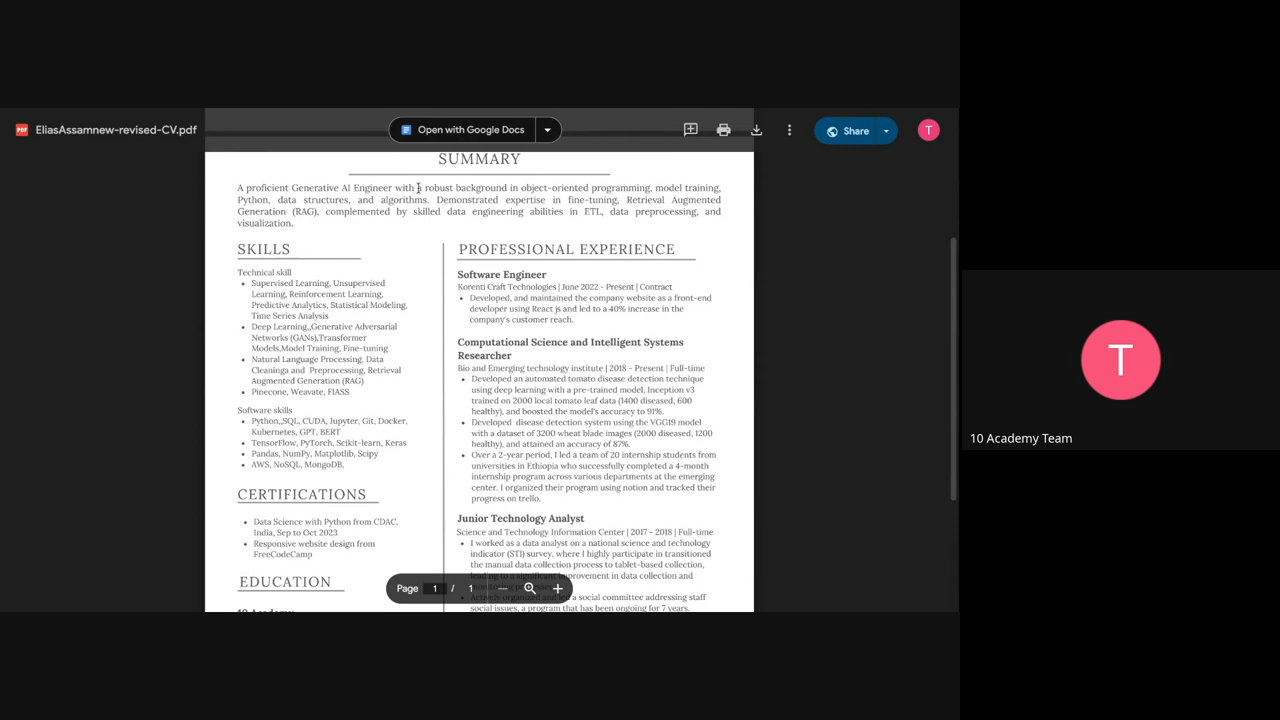 EliasAssamnew-revised-CV.pdf
Open with Google Docs
Share
T
SUMMARY
A proficient Generative AI Engineer with a robust background in object-oriented programming, model training,
Python, data structures, and algorithms. Demonstrated expertise in fine-tuning, Retrieval Augmented
Generation (RAG), complemented by skilled data engineering abilities in ETL, data preprocessing, and
visualization.
SKILLS
Technical skill
• Supervised Learning, Unsupervised
Learning, Reinforcement Learning,
Predictive Analytics, Statistical Modeling,
Time Series Analysis
• Deep Learning,,Generative Adversarial
Networks (GANs),Transformer
Models,Model Training, Fine-tuning
• Natural Language Processing, Data
Cleaninga and Preprocessing, Retrieval
Augmented Generation (RAG)
• Pinecone, Weavate, FIASS
Software skills
• Python,,SQL, CUDA, Jupyter, Git, Docker,
Kubernetes, GPT, BERT
• TensorFlow, PyTorch, Scikit-learn, Keras
• Pandas, NumPy, Matplotlib, Scipy
• AWS, NoSQL, MongoDB,
CERTIFICATIONS
• Data Science with Python from CDAC,
India, Sep to Oct 2023
• Responsive website design from
FreeCodeCamp
EDUCATION
10 Academy
PROFESSIONAL EXPERIENCE
Software Engineer
Korenti Craft Technologies | June 2022 - Present | Contract
• Developed, and maintained the company website as a front-end
developer using React js and led to a 40% increase in the
company's customer reach.
Computational Science and Intelligent Systems
Researcher
Bio and Emerging technology institute | 2018 - Present | Full-time
• Developed an automated tomato disease detection technique
using deep learning with a pre-trained model, Inception v3
trained on 2000 local tomato leaf data (1400 diseased, 600
healthy), and boosted the model's accuracy to 91%.
• Developed disease detection system using the VGG19 model
with a dataset of 3200 wheat blade images (2000 diseased, 1200
healthy), and attained an accuracy of 87%.
• Over a 2-year period, I led a team of 20 internship students from
universities in Ethiopia who successfully completed a 4-month
internship program across various departments at the emerging
center. I organized their program using notion and tracked their
progress on trello.
Junior Technology Analyst
Science and Technology Information Center | 2017 - 2018 | Full-time
• I worked as a data analyst on a national science and technology
indicator (STI) survey, where I highly participate in transitioned
the manual data collection process to tablet-based collection,
leading to a significant improvement in data collection and
• Actively organized and led a social committee addressing staff
social issues, a program that has been ongoing for 7 years.
Page 1 / 1
T
10 Academy Team